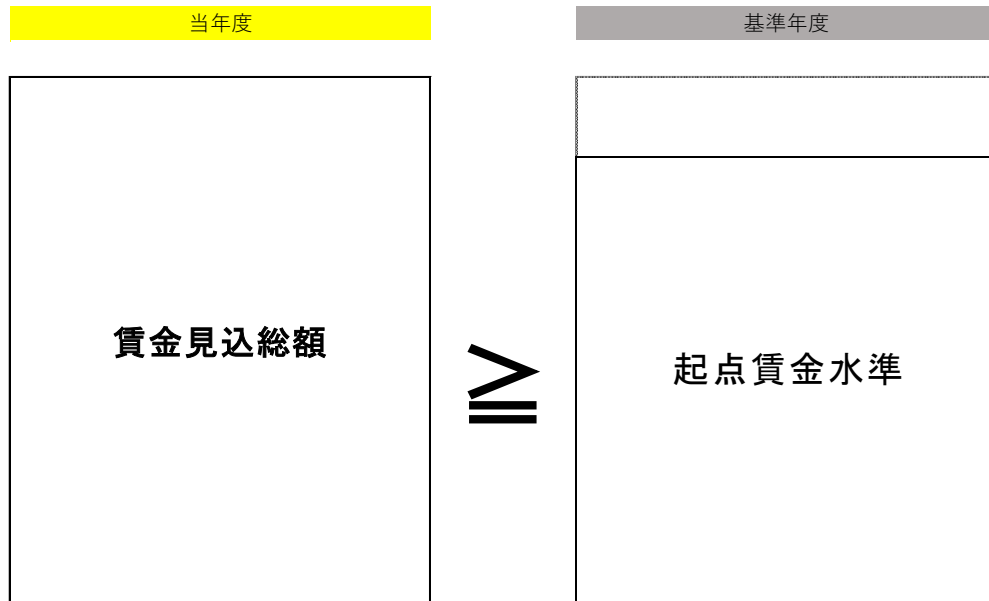 当年度
基準年度
賃金見込総額
≧
起点賃金水準